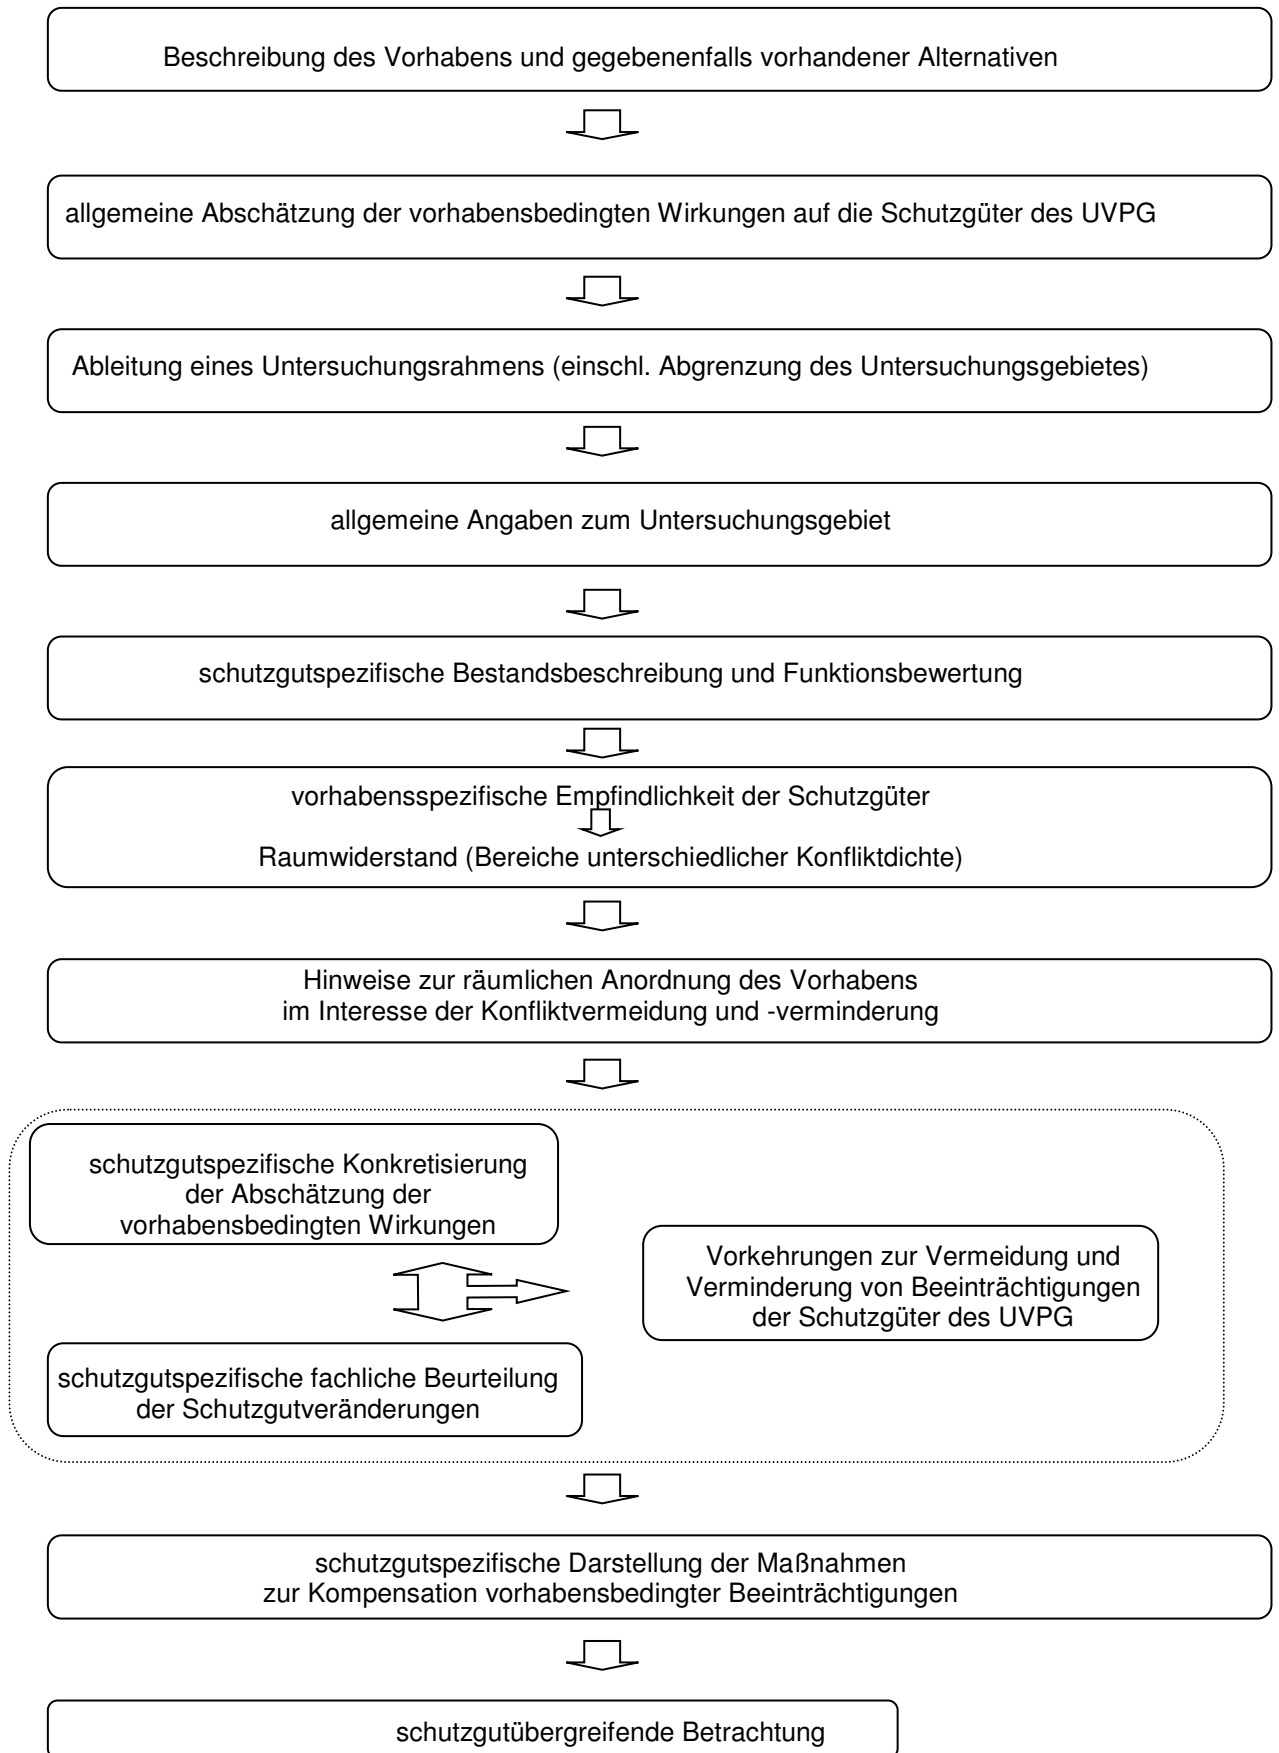 Beschreibung des Vorhabens und gegebenenfalls vorhandener Alternativen
allgemeine Abschätzung der vorhabensbedingten Wirkungen auf die Schutzgüter des UVPG
Ableitung eines Untersuchungsrahmens (einschl. Abgrenzung des Untersuchungsgebietes)
allgemeine Angaben zum Untersuchungsgebiet
schutzgutspezifische Bestandsbeschreibung und Funktionsbewertung
vorhabensspezifische Empfindlichkeit der Schutzgüter
Raumwiderstand (Bereiche unterschiedlicher Konfliktdichte)
Hinweise zur räumlichen Anordnung des Vorhabens
im Interesse der Konfliktvermeidung und -verminderung
schutzgutspezifische Konkretisierung
der Abschätzung der
vorhabensbedingten Wirkungen
Vorkehrungen zur Vermeidung und
Verminderung von Beeinträchtigungen
der Schutzgüter des UVPG
schutzgutspezifische fachliche Beurteilung
der Schutzgutveränderungen
schutzgutspezifische Darstellung der Maßnahmen
zur Kompensation vorhabensbedingter Beeinträchtigungen
schutzgutübergreifende Betrachtung